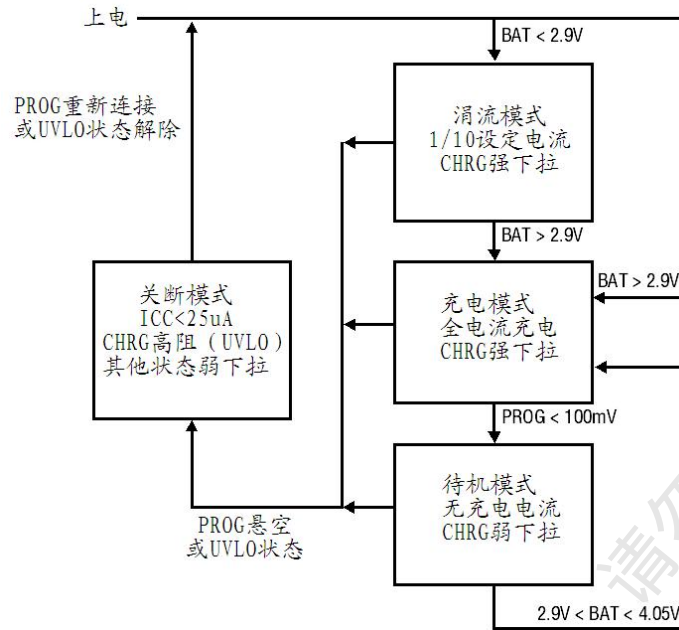 上电
BAT < 2.9V
PROG重新连接
或UVLO状态解除
涓流模式
1/10设定电流
CHRG强下拉
BAT > 2.9V
关断模式
ICC<25uA
CHRG高阻（UVLO）
其他状态弱下拉
BAT > 2.9V
充电模式
全电流充电
CHRG强下拉
PROG < 100mV
待机模式
无充电电流
CHRG弱下拉
PROG悬空
或UVLO状态
2.9V < BAT < 4.05V
请勿